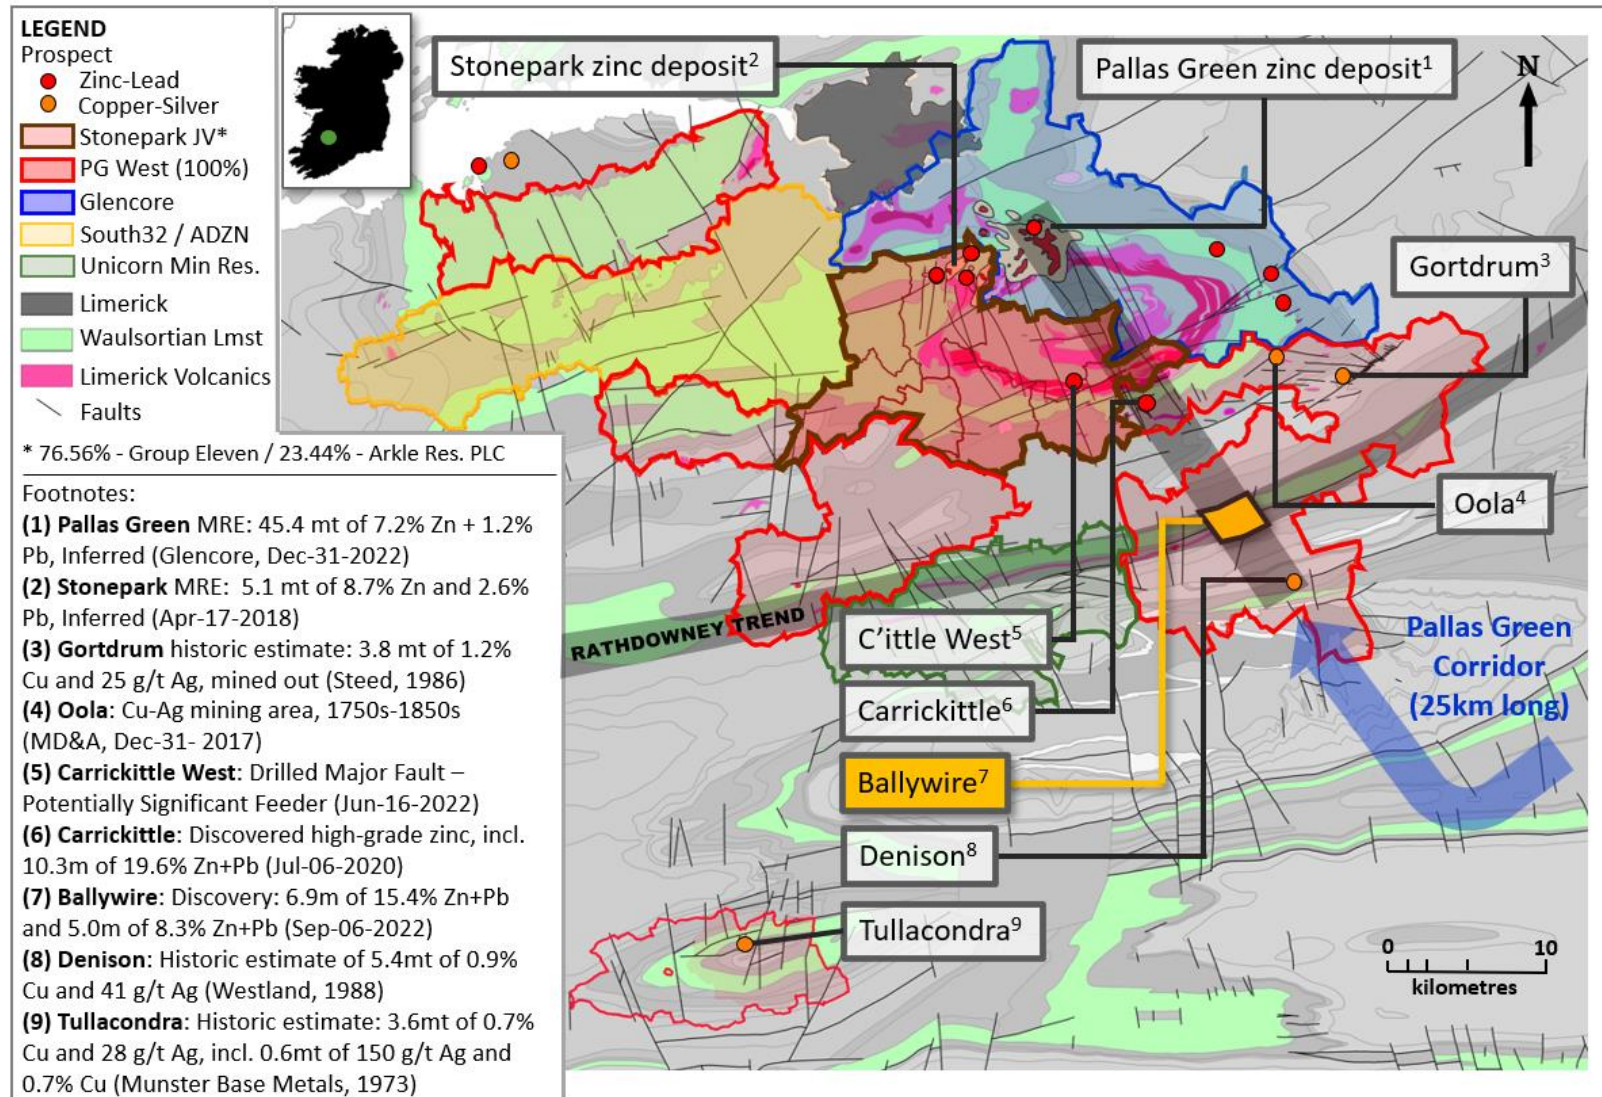 LEGEND
Prospect
Zinc-Lead
Copper-Silver
Stonepark JV*
PG West (100%)
Glencore
South32 / ADZN
Unicorn Min Res.
Limerick
Waulsortian Lmst
Limerick Volcanics
Faults
* 76.56% - Group Eleven / 23.44% - Arkle Res. PLC
Footnotes:
(1) Pallas Green MRE: 45.4 mt of 7.2% Zn + 1.2%
Pb, Inferred (Glencore, Dec-31-2022)
(2) Stonepark MRE: 5.1 mt of 8.7% Zn and 2.6%
Pb, Inferred (Apr-17-2018)
(3) Gortdrum historic estimate: 3.8 mt of 1.2%
Cu and 25 g/t Ag, mined out (Steed, 1986)
(4) Oola: Cu-Ag mining area, 1750s-1850s
(MD&A, Dec-31- 2017)
(5) Carrickittle West: Drilled Major Fault –
Potentially Significant Feeder (Jun-16-2022)
(6) Carrickittle: Discovered high-grade zinc, incl.
10.3m of 19.6% Zn+Pb (Jul-06-2020)
(7) Ballywire: Discovery: 6.9m of 15.4% Zn+Pb
and 5.0m of 8.3% Zn+Pb (Sep-06-2022)
(8) Denison: Historic estimate of 5.4mt of 0.9%
Cu and 41 g/t Ag (Westland, 1988)
(9) Tullacondra: Historic estimate: 3.6mt of 0.7%
Cu and 28 g/t Ag, incl. 0.6mt of 150 g/t Ag and
0.7% Cu (Munster Base Metals, 1973)
Stonepark zinc deposit²
Pallas Green zinc deposit¹
N
Gortdrum³
Oola⁴
RATHDOWNEY TREND
C'ittle West⁵
Carrickittle⁶
Ballywire⁷
Denison⁸
Tullacondra⁹
Pallas Green
Corridor
(25km long)
0 10
kilometres